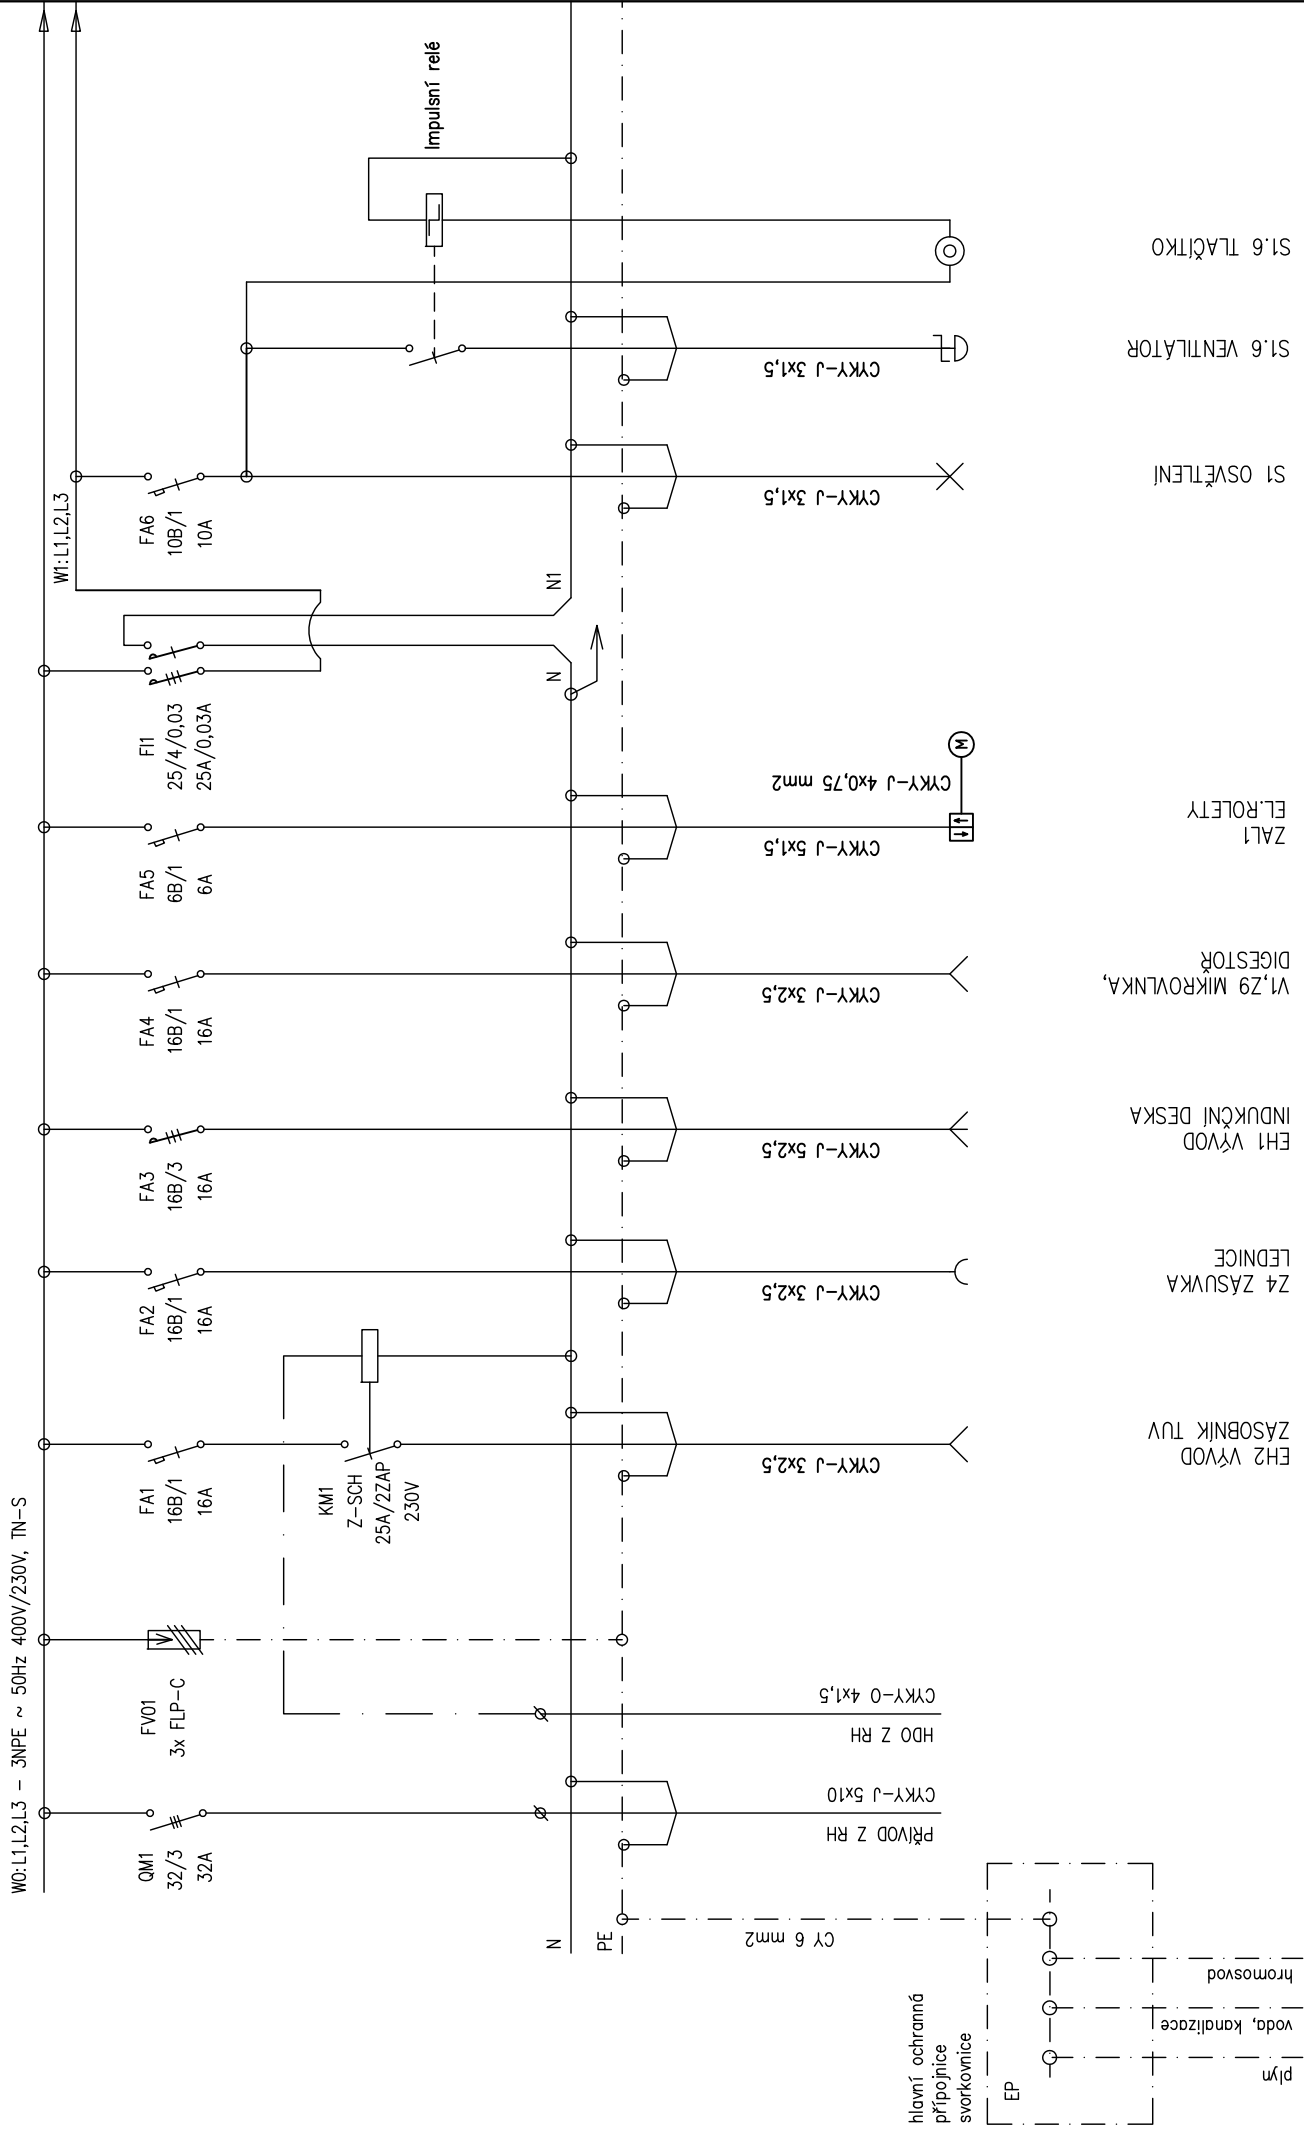 W0:L1,L2,L3 – 3NPE ~ 50Hz 400V/230V, TN-S
QM1
32/3
32A
FV01
3x FLP-C
FA1
16B/1
16A
KM1
Z-SCH
25A/2ZAP
230V
FA2
16B/1
16A
FA3
16B/3
16A
FA4
16B/1
16A
FA5
6B/1
6A
FI1
25/4/0,03
25A/0,03A
W1:L1,L2,L3
FA6
10B/1
10A
Impulsní relé
N
PE
N
N1
PŘÍVOD Z RH
CYKY-J 5x10
HDO Z RH
CYKY-O 4x1,5
CYKY-J 3x2,5
CYKY-J 3x2,5
CYKY-J 5x2,5
CYKY-J 3x2,5
CYKY-J 5x1,5
CYKY-J 4x0,75 mm2
M
CYKY-J 3x1,5
CYKY-J 3x1,5
CY 6 mm2
EH2 VÝVOD
ZÁSOBNÍK TUV
Z4 ZÁSUVKA
LEDNICE
EH1 VÝVOD
INDUKČNÍ DESKA
V1,Z9 MIKROVLNKA,
DIGESTOŘ
ZAL1
EL.ROLETY
S1 OSVĚTLENÍ
S1.6 VENTILÁTOR
S1.6 TLAČÍTKO
hlavní ochranná
přípojnice
svorkovnice
EP
plyn
voda, kanalizace
hromosvod